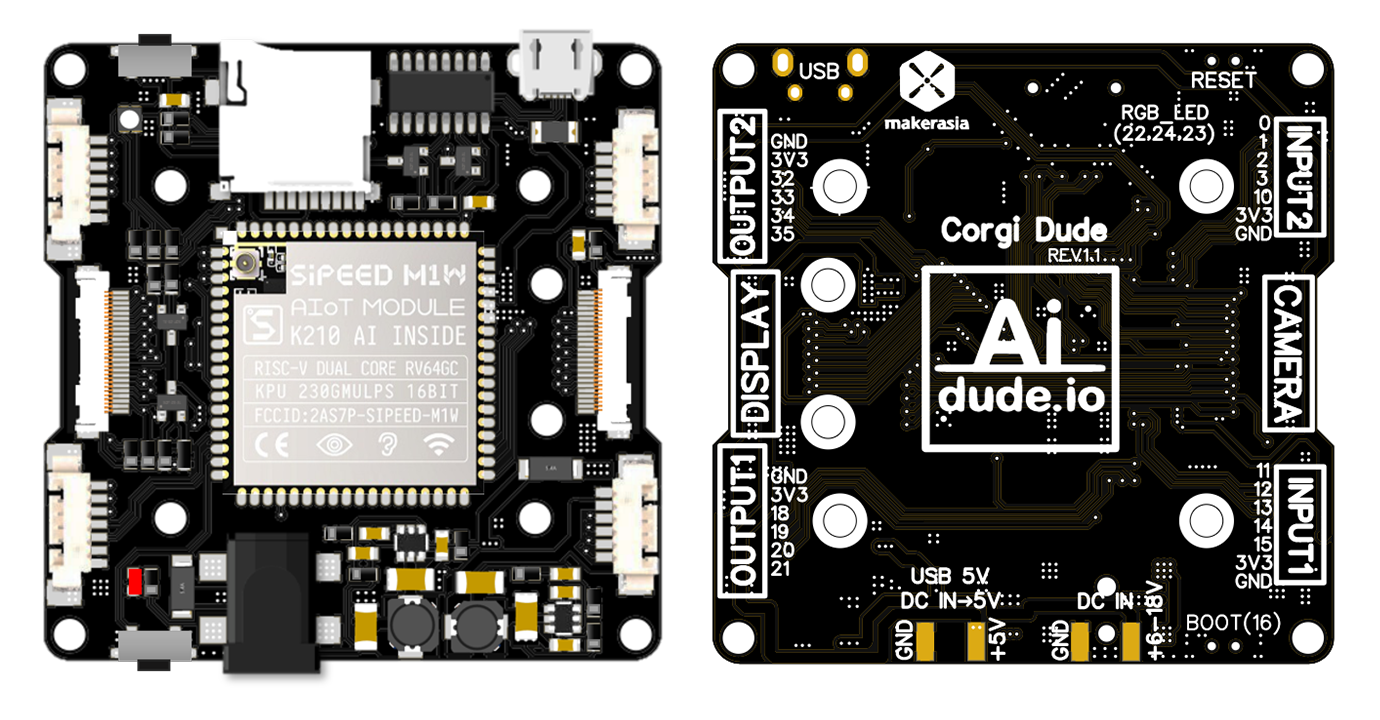 SiPEED M1W
AIoT MODULE
K210 AI INSIDE
RISC-V DUAL CORE RV64GC
KPU 230GMULPS 16BIT
FCCID:2AS7P-SIPEED-M1W
CE
USB
makerasia
RESET
RGB_LED
(22,24,23)
OUTPUT2
GND
3V3
32
33
34
35
0
1
2
3
10
3V3
GND
INPUT2
Corgi Dude
REV.1.1
Ai
dude.io
DISPLAY
CAMERA
OUTPUT1
GND
3V3
18
19
20
21
11
12
13
14
15
3V3
GND
INPUT1
USB 5V
DC IN→5V
GND
+5V
DC IN
GND
+6-18V
BOOT(16)